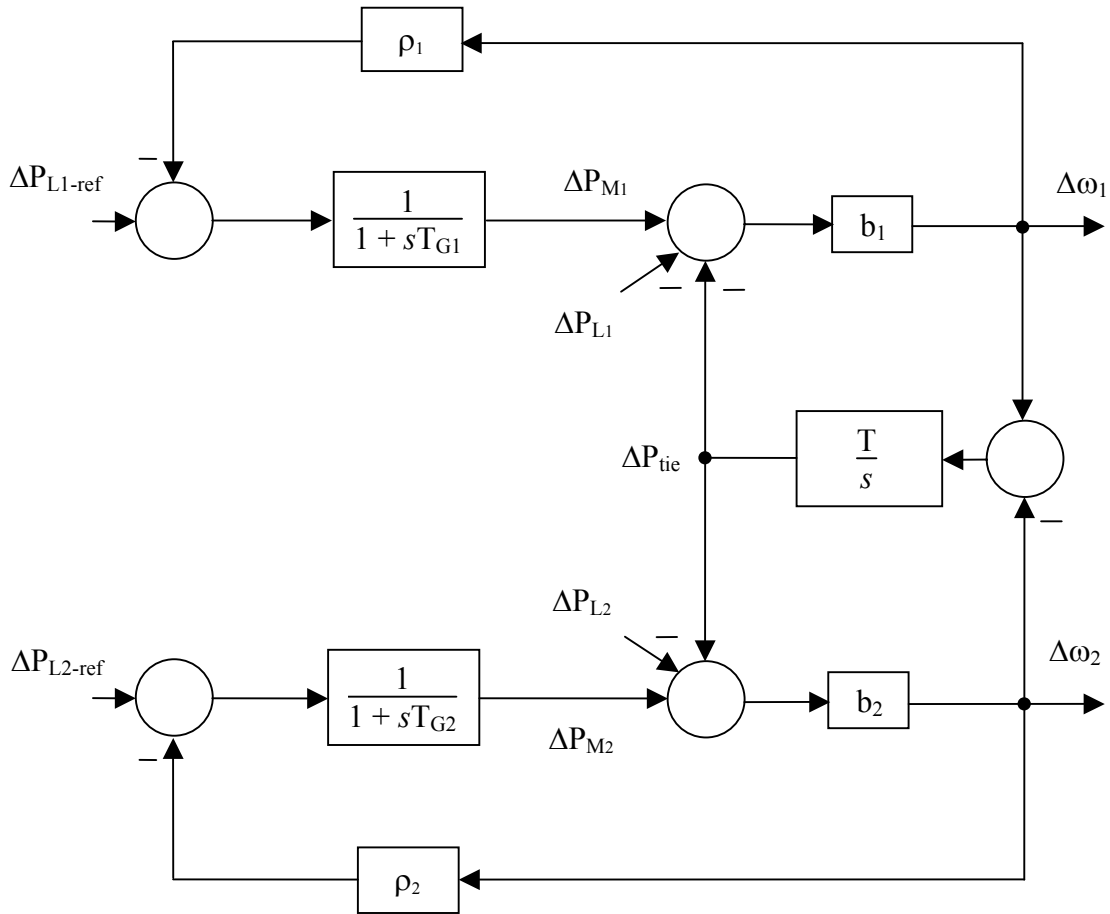 ρ₁
–
ΔP_L1-ref
1
1 + sT_G1
ΔP_M1
– –
ΔP_L1
b₁
Δω₁
ΔP_tie
T
s
–
ΔP_L2
–
ΔP_L2-ref
1
1 + sT_G2
ΔP_M2
b₂
Δω₂
–
ρ₂